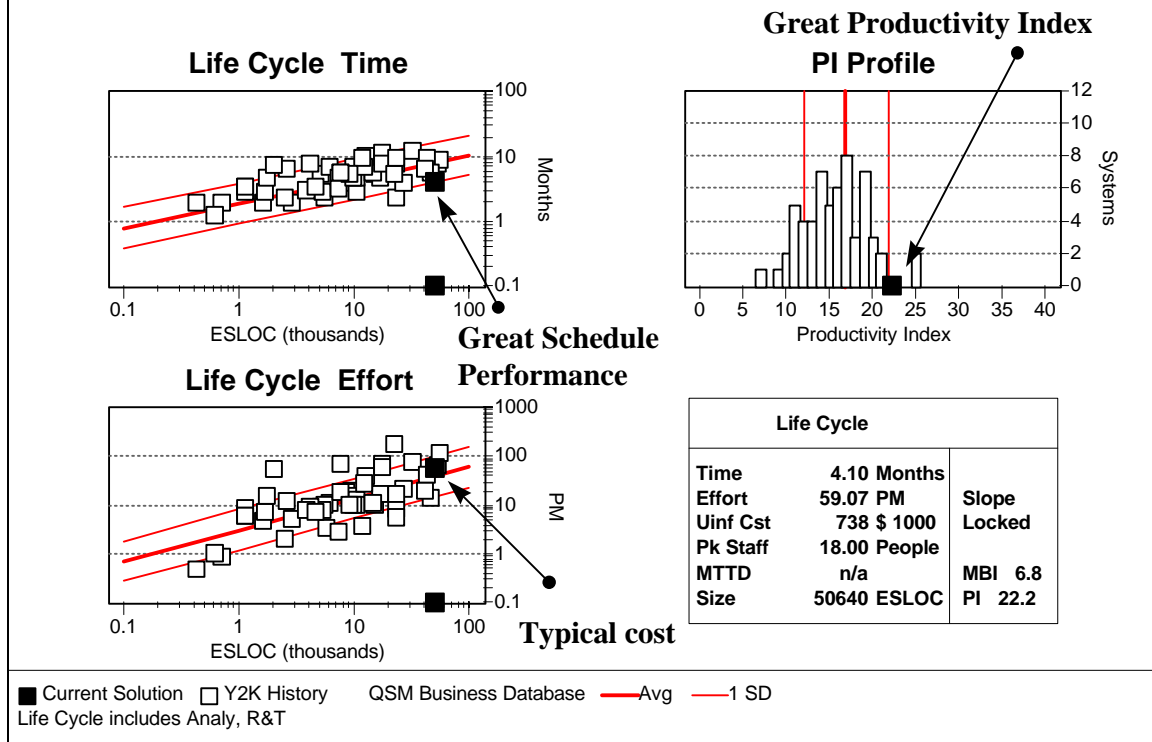 Great Productivity Index
Life Cycle Time
100
10
1
0.1
Months
0.1 1 10 100
ESLOC (thousands)
Great Schedule
Performance
PI Profile
12
10
8
6
4
2
0
Systems
0 5 10 15 20 25 30 35 40
Productivity Index
Life Cycle Effort
1000
100
10
1
0.1
PM
0.1 1 10 100
ESLOC (thousands)
Typical cost
Life Cycle
Time 4.10 Months
Effort 59.07 PM Slope
Uinf Cst 738 $ 1000 Locked
Pk Staff 18.00 People
MTTD n/a MBI 6.8
Size 50640 ESLOC PI 22.2
Current Solution Y2K History QSM Business Database Avg 1 SD
Life Cycle includes Analy, R&T